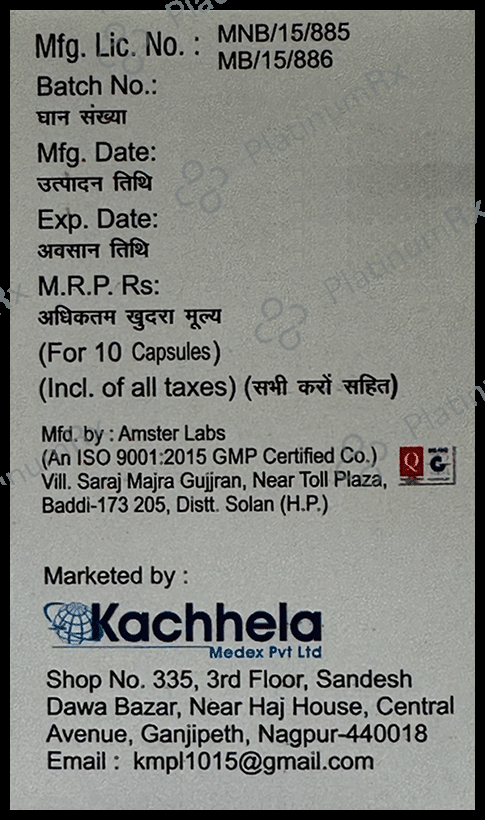 Mfg. Lic. No. : MNB/15/885
MB/15/886
Batch No.:
घान संख्या
Mfg. Date:
उत्पादन तिथि
Exp. Date:
अवसान तिथि
M.R.P. Rs:
अधिकतम खुदरा मूल्य
(For 10 Capsules)
(Incl. of all taxes) (सभी करों सहित)
Mfd. by : Amster Labs
(An ISO 9001:2015 GMP Certified Co.)
Vill. Saraj Majra Gujjran, Near Toll Plaza,
Baddi-173 205, Distt. Solan (H.P.)
Marketed by :
Kachhela
Medex Pvt Ltd
Shop No. 335, 3rd Floor, Sandesh
Dawa Bazar, Near Haj House, Central
Avenue, Ganjipeth, Nagpur-440018
Email : kmpl1015@gmail.com
PlatinumRx